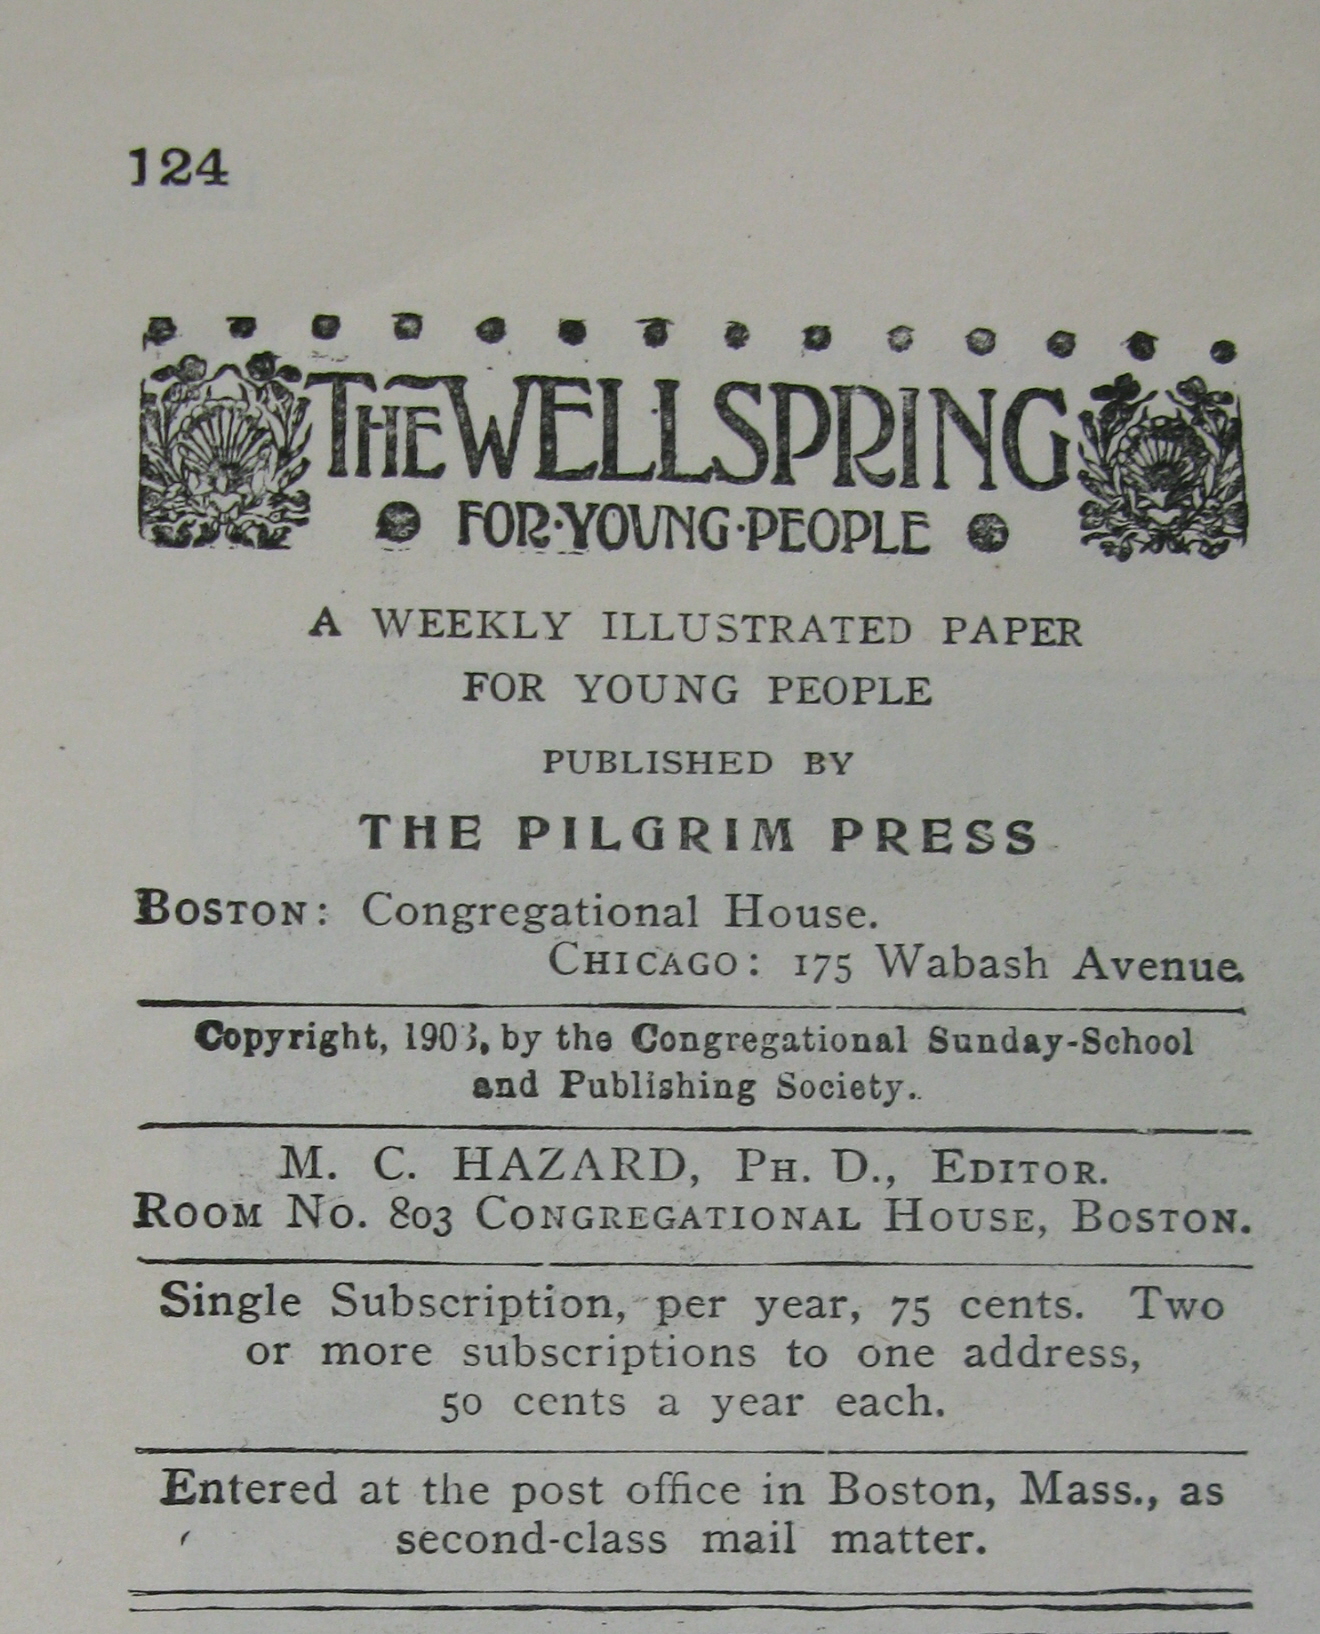 124
THE WELLSPRING
FOR·YOUNG·PEOPLE
A WEEKLY ILLUSTRATED PAPER
FOR YOUNG PEOPLE
PUBLISHED BY
THE PILGRIM PRESS
BOSTON: Congregational House.
CHICAGO: 175 Wabash Avenue.
Copyright, 1903, by the Congregational Sunday-School
and Publishing Society.
M. C. HAZARD, PH. D., EDITOR.
ROOM NO. 803 CONGREGATIONAL HOUSE, BOSTON.
Single Subscription, per year, 75 cents. Two
or more subscriptions to one address,
50 cents a year each.
Entered at the post office in Boston, Mass., as
second-class mail matter.